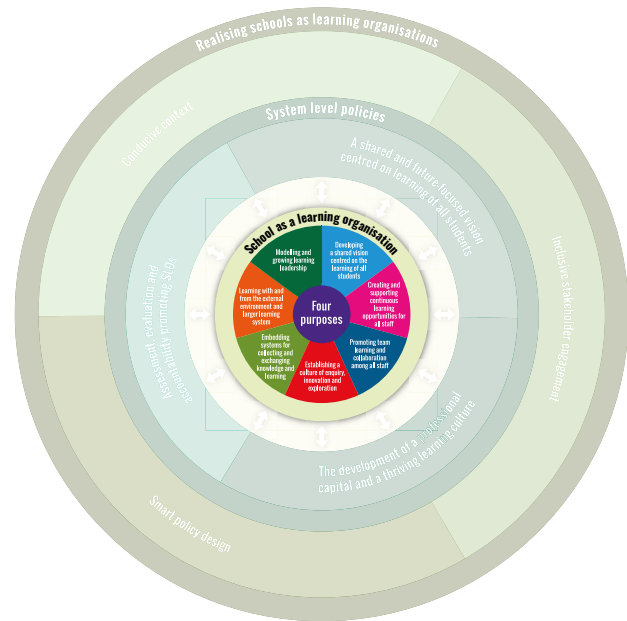 Realising schools as learning organisations
Conducive context
System level policies
A shared and future-focused vision
centred on learning of all students
Inclusive stakeholder engagement
Assessment, evaluation and
accountability promoting SLOs
School as a learning organisation
Modelling and
growing learning
leadership
Developing
a shared vision
centred on the
learning of all
students
Learning with and
from the external
environment and
larger learning
system
Creating and
supporting
continuous
learning
opportunities for
all staff
Four
purposes
Embedding
systems for
collecting and
exchanging
knowledge and
learning
Promoting team
learning and
collaboration
among all staff
Establishing a
culture of enquiry,
innovation and
exploration
The development of a professional
capital and a thriving learning culture
Smart policy design